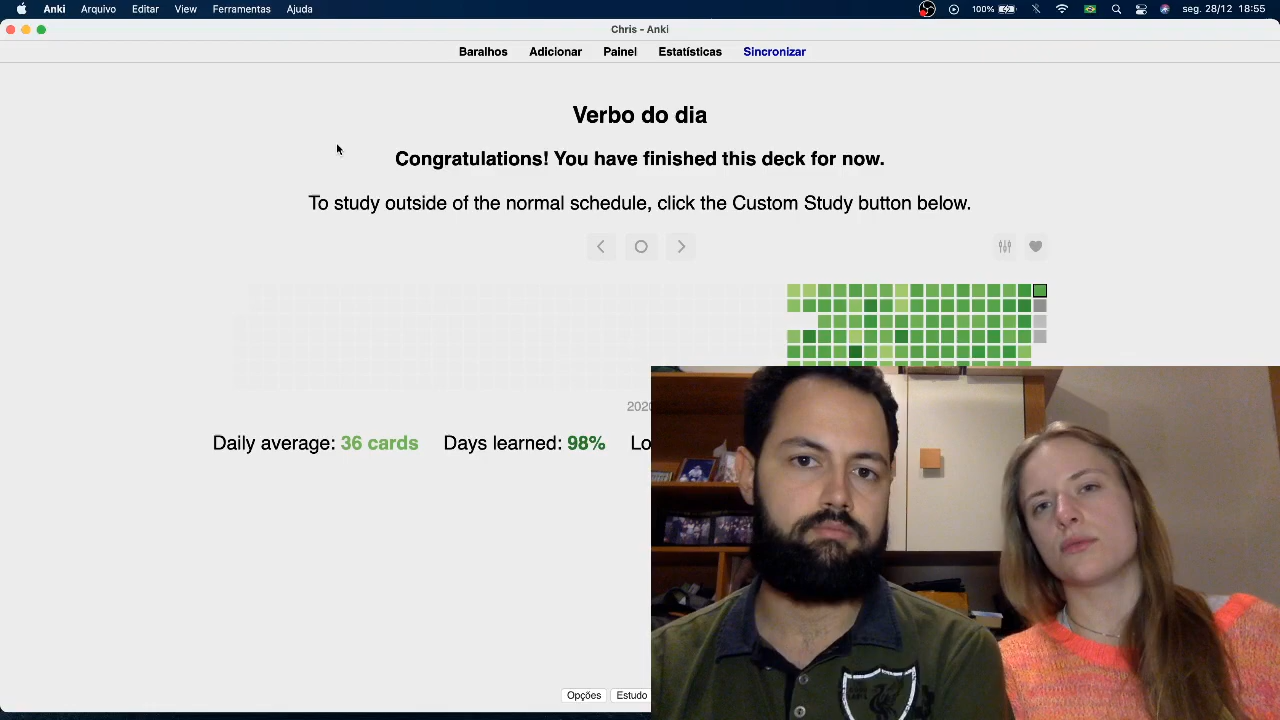 Anki Arquivo Editar View Ferramentas Ajuda 100% seg. 28/12 18:55
Chris - Anki
Baralhos Adicionar Painel Estatísticas Sincronizar
Verbo do dia
Congratulations! You have finished this deck for now.
To study outside of the normal schedule, click the Custom Study button below.
2020
Daily average: 36 cards Days learned: 98% Lo
Opções Estudo